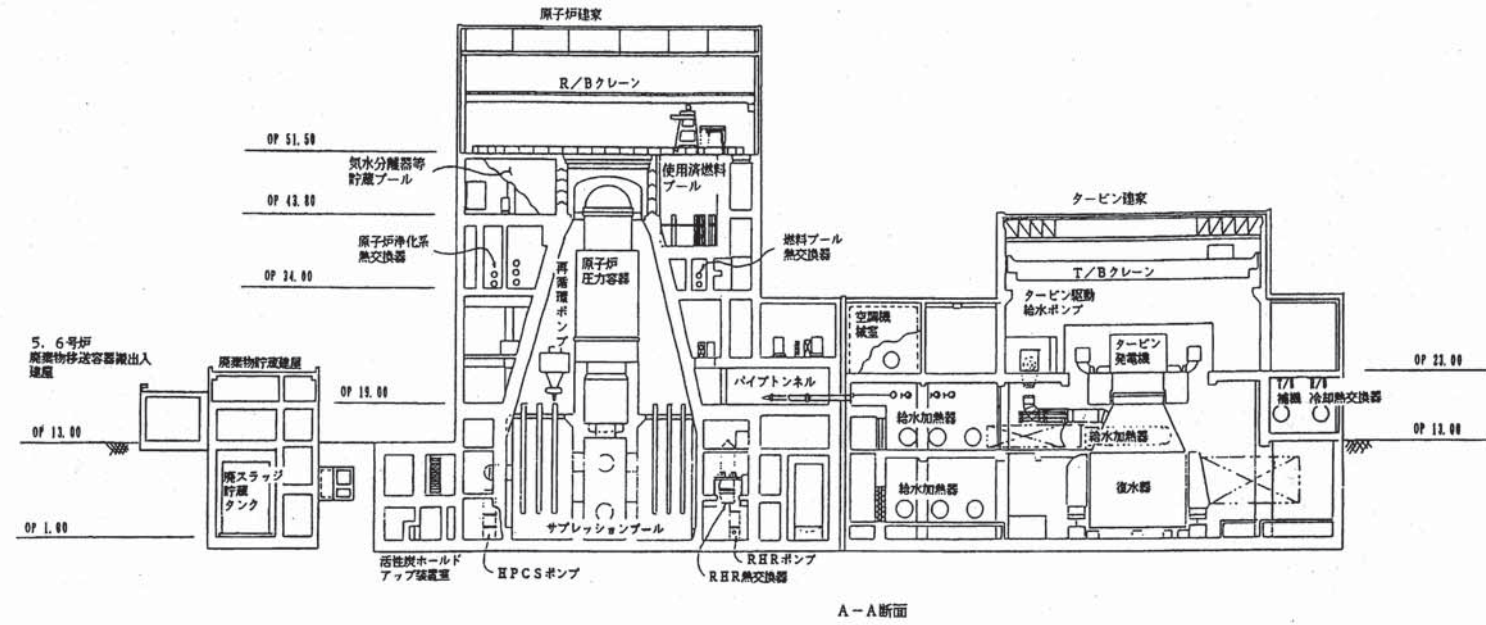 原子炉建家
R/Bクレーン
OP 51.50
気水分離器等
貯蔵プール
使用済燃料
プール
OP 43.80
タービン建家
原子炉浄化系
熱交換器
燃料プール
熱交換器
再循環ポンプ
原子炉
圧力容器
OP 34.00
T/Bクレーン
タービン駆動
給水ポンプ
空調機
械室
タービン
発電機
5.6号炉
廃棄物移送容器搬出入
建屋
廃棄物貯蔵建屋
OP 23.00
パイプトンネル
OP 19.00
T/B R/B
補機 冷却熱交換器
給水加熱器
給水加熱器
OP 13.00
OP 13.00
廃スラッジ
貯蔵
タンク
給水加熱器
復水器
サプレッションプール
OP 1.00
活性炭ホールド
アップ装置室
HPCSポンプ
RHRポンプ
RHR熱交換器
A-A断面